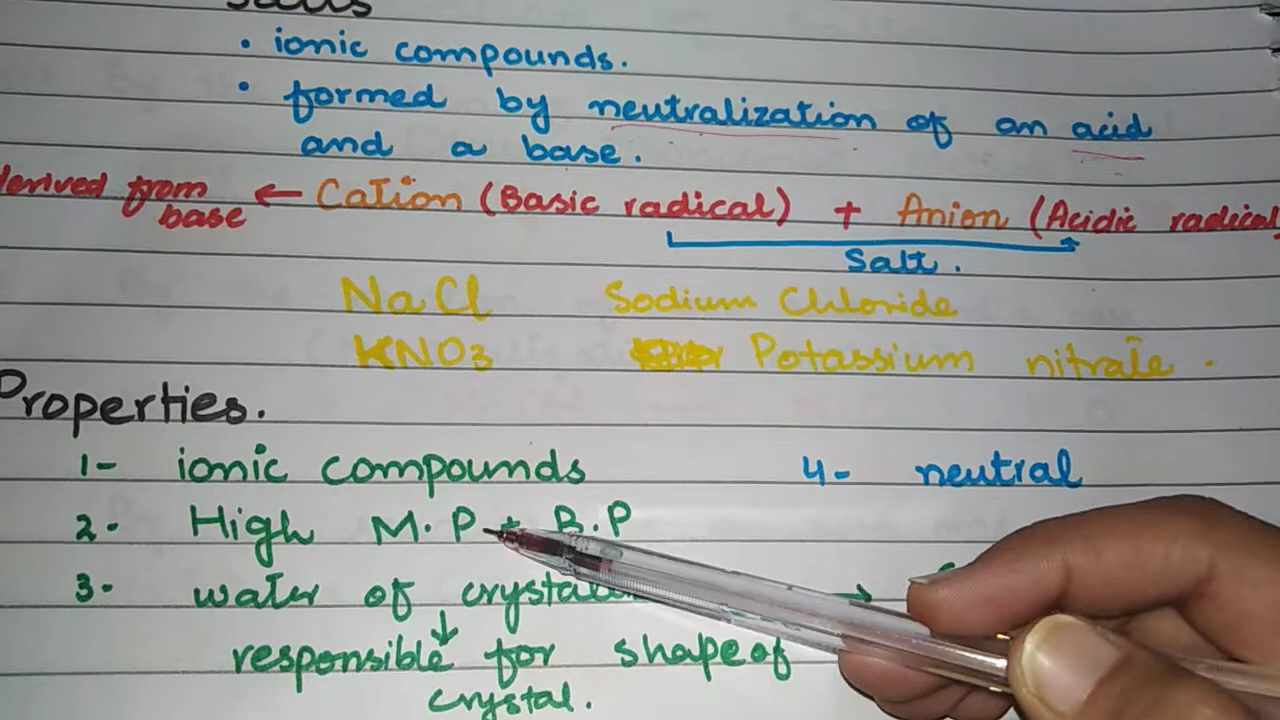 Salts
• ionic compounds.
• formed by neutralization of an acid
and a base.
derived from ← Cation (Basic radical) + Anion (Acidic radical)
base
Salt.
NaCl Sodium Chloride
KNO3 Potassium nitrate.
Properties.
1- ionic compounds 4- neutral
2- High M.P + B.P
3- water of →
↓
responsible for shape of
crystal.